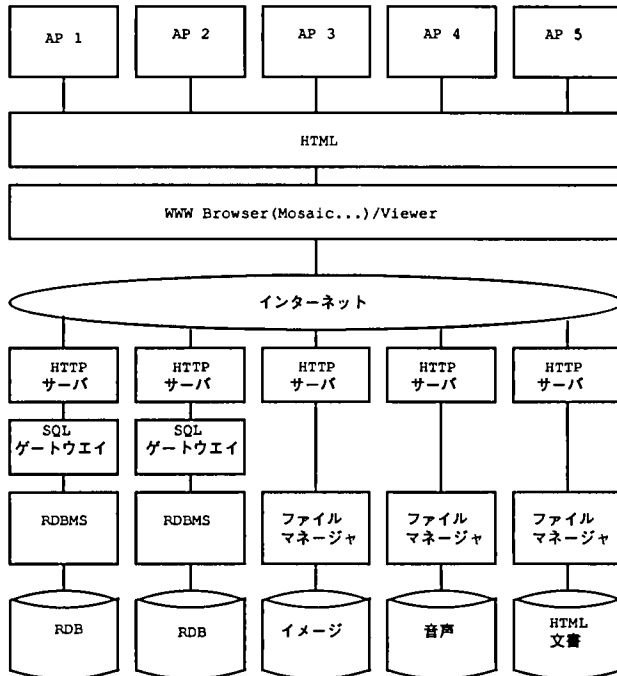 AP 1
AP 2
AP 3
AP 4
AP 5
HTML
WWW Browser(Mosaic...)/Viewer
インターネット
HTTP
サーバ
HTTP
サーバ
HTTP
サーバ
HTTP
サーバ
HTTP
サーバ
SQL
ゲートウエイ
SQL
ゲートウエイ
RDBMS
RDBMS
ファイル
マネージャ
ファイル
マネージャ
ファイル
マネージャ
RDB
RDB
イメージ
音声
HTML
文書